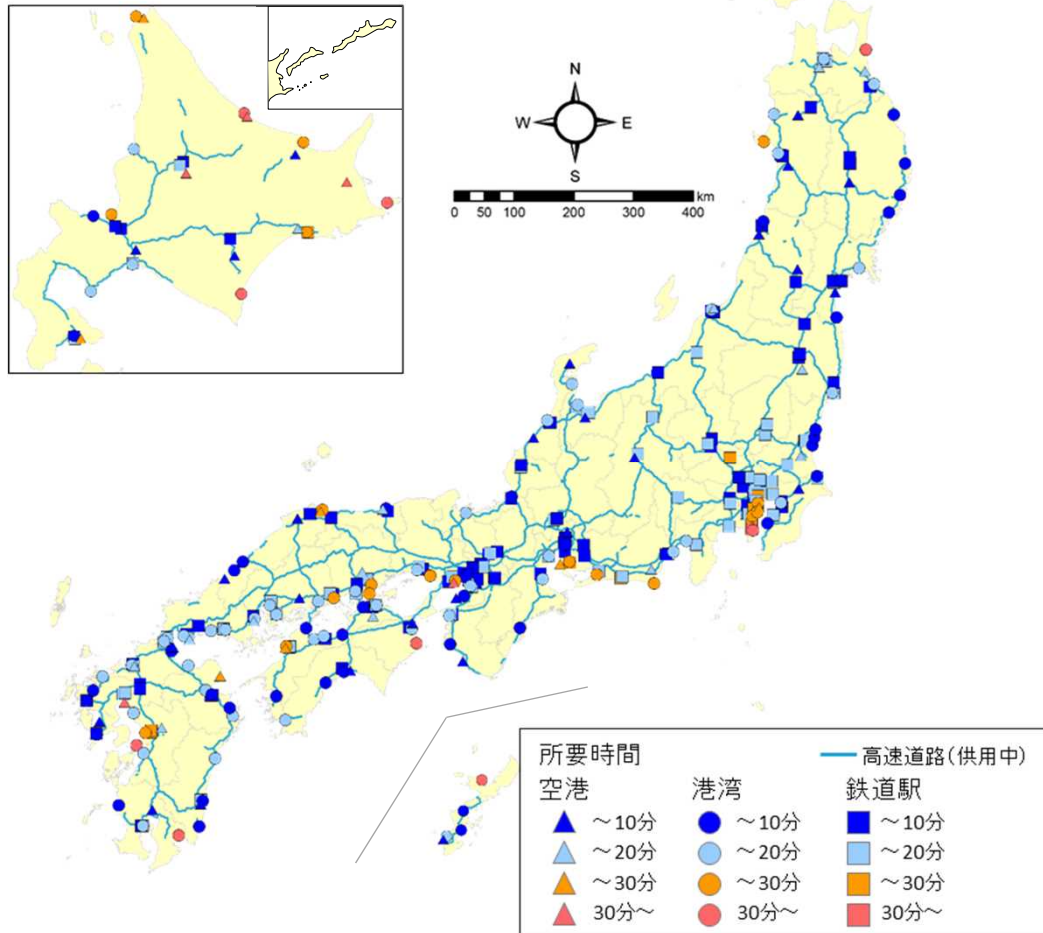 N
W E
S
km
0 50 100 200 300 400
所要時間
高速道路(供用中)
空港 港湾 鉄道駅
～10分 ～10分 ～10分
～20分 ～20分 ～20分
～30分 ～30分 ～30分
30分～ 30分～ 30分～